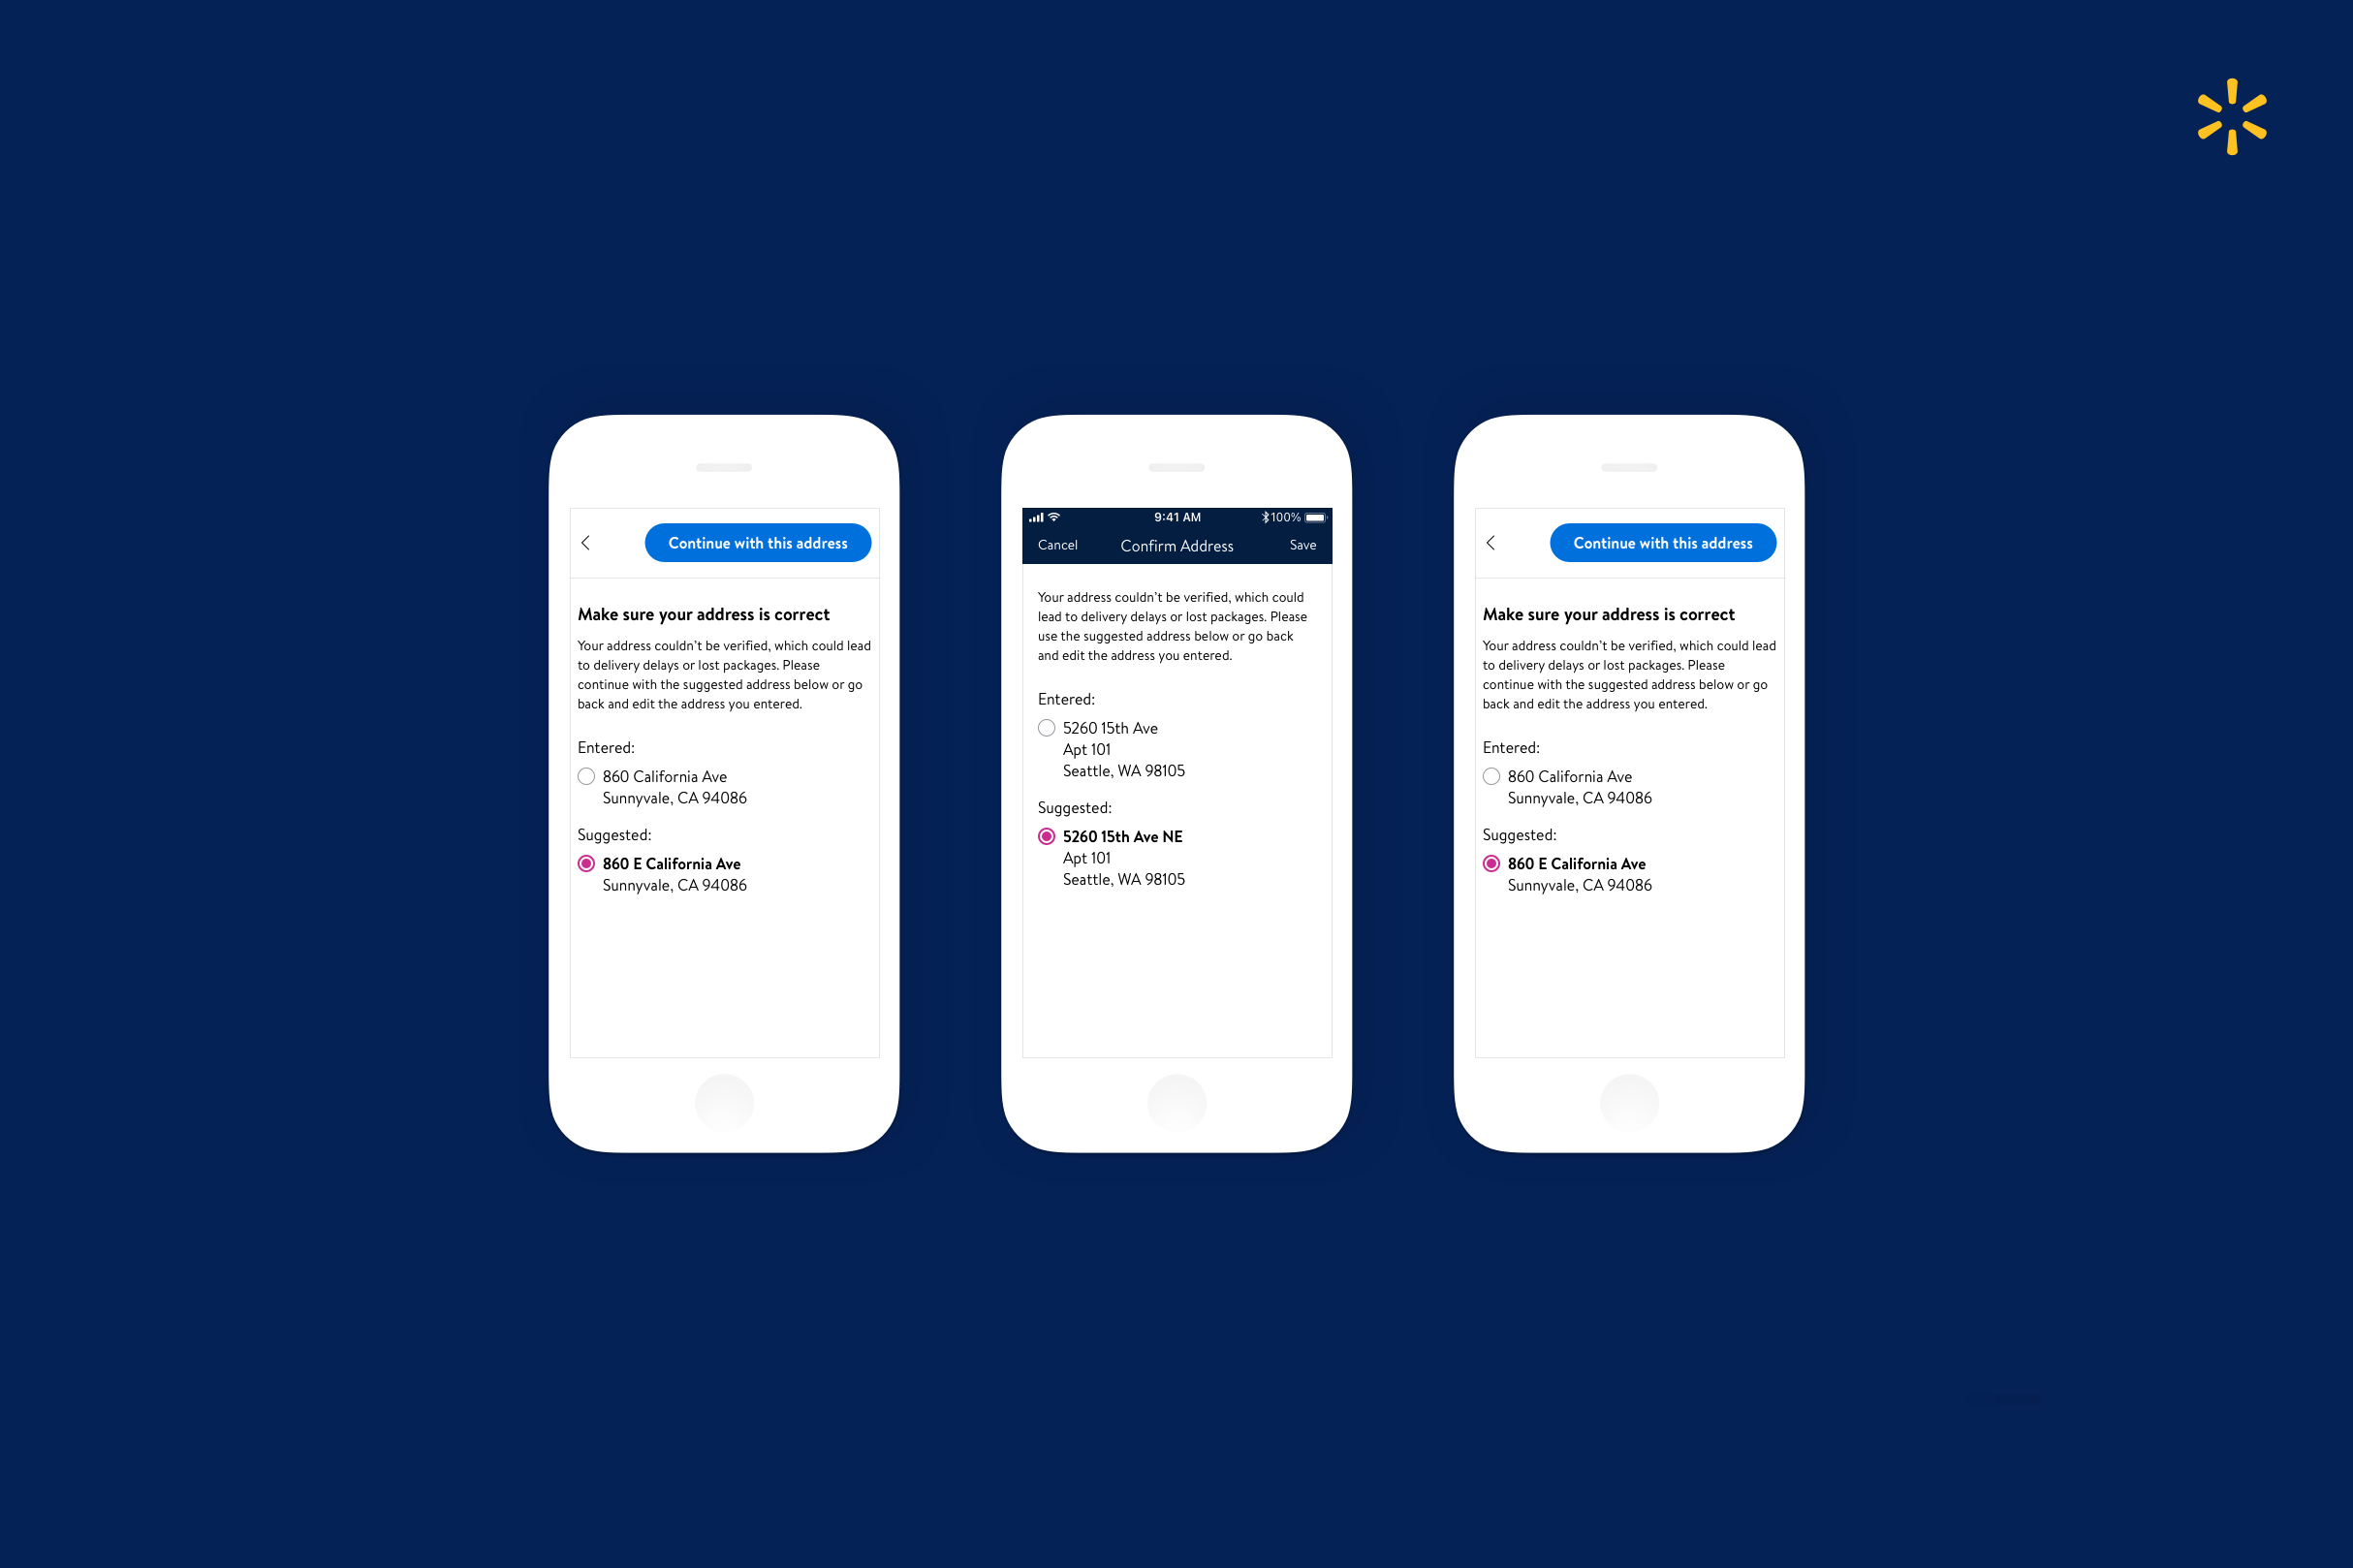 Continue with this address
Make sure your address is correct
Your address couldn't be verified, which could lead
to delivery delays or lost packages. Please
continue with the suggested address below or go
back and edit the address you entered.
Entered:
860 California Ave
Sunnyvale, CA 94086
Suggested:
860 E California Ave
Sunnyvale, CA 94086
9:41 AM
100%
Cancel
Confirm Address
Save
Your address couldn't be verified, which could
lead to delivery delays or lost packages. Please
use the suggested address below or go back
and edit the address you entered.
Entered:
5260 15th Ave
Apt 101
Seattle, WA 98105
Suggested:
5260 15th Ave NE
Apt 101
Seattle, WA 98105
Continue with this address
Make sure your address is correct
Your address couldn't be verified, which could lead
to delivery delays or lost packages. Please
continue with the suggested address below or go
back and edit the address you entered.
Entered:
860 California Ave
Sunnyvale, CA 94086
Suggested:
860 E California Ave
Sunnyvale, CA 94086